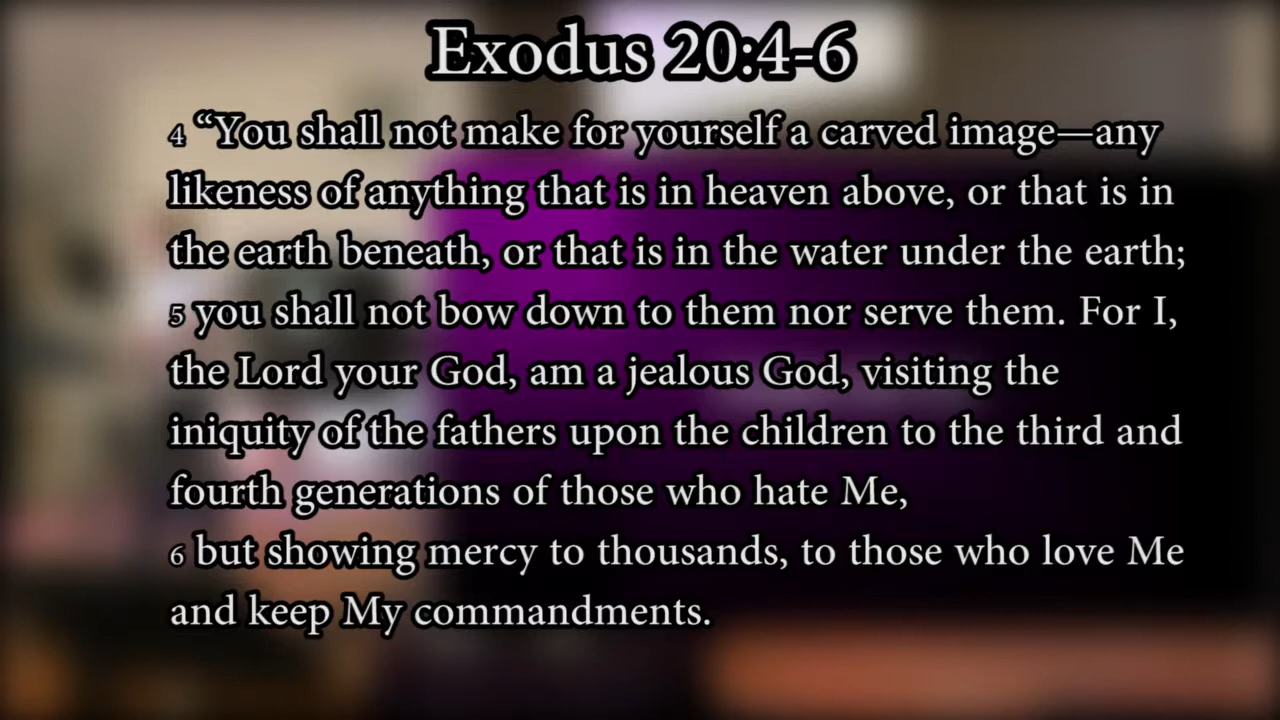 Exodus 20:4-6
4 “You shall not make for yourself a carved image—any
likeness of anything that is in heaven above, or that is in
the earth beneath, or that is in the water under the earth;
5 you shall not bow down to them nor serve them. For I,
the Lord your God, am a jealous God, visiting the
iniquity of the fathers upon the children to the third and
fourth generations of those who hate Me,
6 but showing mercy to thousands, to those who love Me
and keep My commandments.